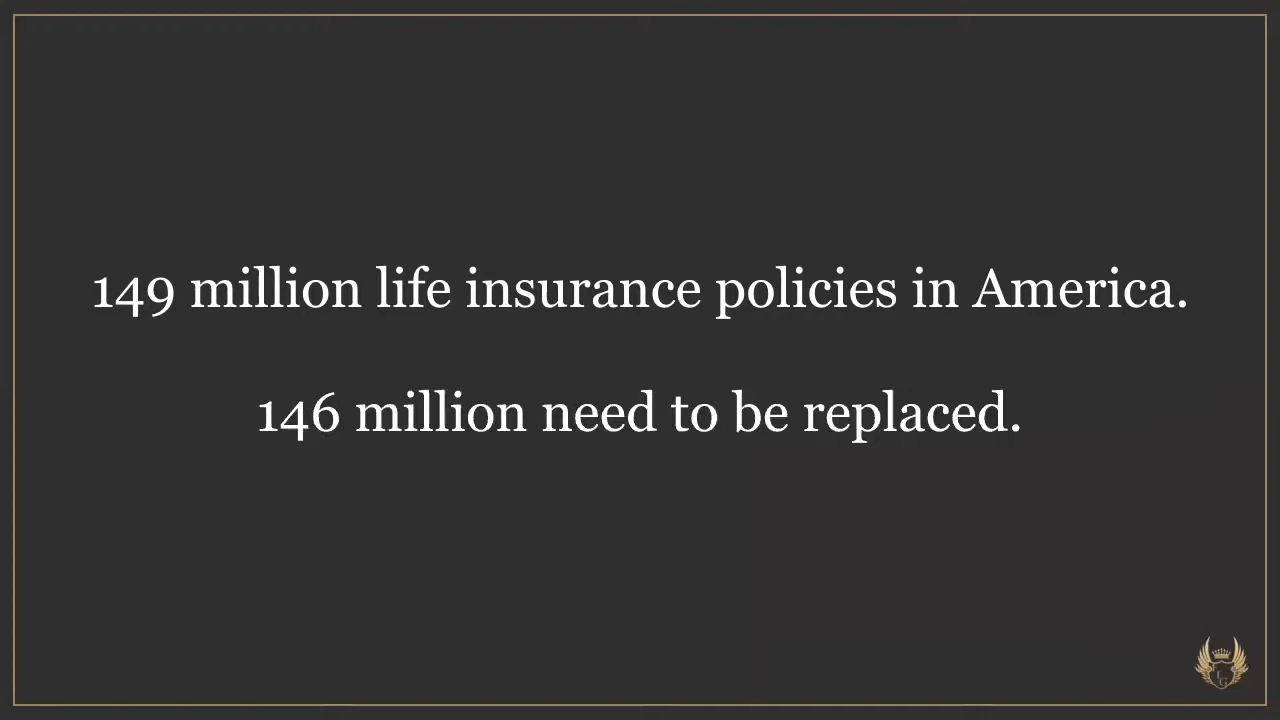 149 million life insurance policies in America.
146 million need to be replaced.